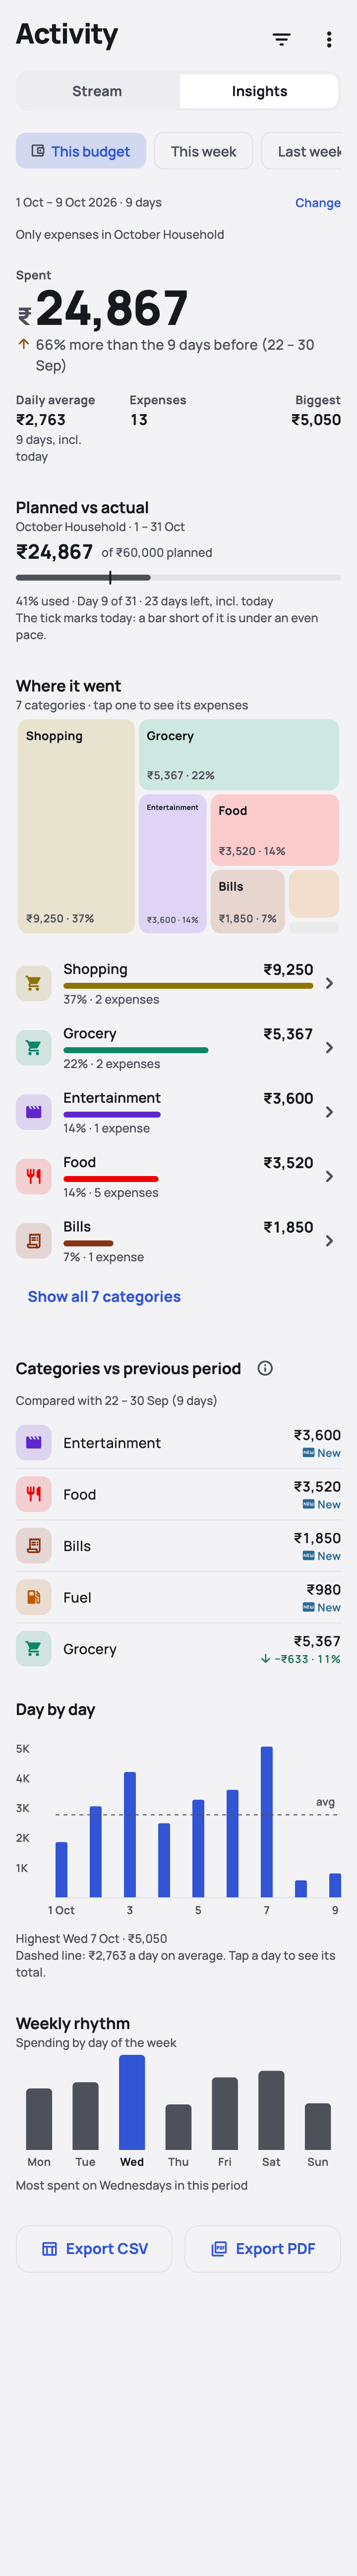 Activity
Stream
Insights
This budget
This week
Last week
1 Oct – 9 Oct 2026 · 9 days
Change
Only expenses in October Household
Spent
₹24,867
66% more than the 9 days before (22 – 30
Sep)
Daily average
Expenses
Biggest
₹2,763
13
₹5,050
9 days, incl.
today
Planned vs actual
October Household · 1 – 31 Oct
₹24,867 of ₹60,000 planned
41% used · Day 9 of 31 · 23 days left, incl. today
The tick marks today: a bar short of it is under an even
pace.
Where it went
7 categories · tap one to see its expenses
Shopping
₹9,250 · 37%
Grocery
₹5,367 · 22%
Entertainment
₹3,600 · 14%
Food
₹3,520 · 14%
Bills
₹1,850 · 7%
Shopping
₹9,250
37% · 2 expenses
Grocery
₹5,367
22% · 2 expenses
Entertainment
₹3,600
14% · 1 expense
Food
₹3,520
14% · 5 expenses
Bills
₹1,850
7% · 1 expense
Show all 7 categories
Categories vs previous period
Compared with 22 – 30 Sep (9 days)
Entertainment
₹3,600
New
Food
₹3,520
New
Bills
₹1,850
New
Fuel
₹980
New
Grocery
₹5,367
−₹633 · 11%
Day by day
5K
4K
3K
2K
1K
avg
1 Oct
3
5
7
9
Highest Wed 7 Oct · ₹5,050
Dashed line: ₹2,763 a day on average. Tap a day to see its
total.
Weekly rhythm
Spending by day of the week
Mon
Tue
Wed
Thu
Fri
Sat
Sun
Most spent on Wednesdays in this period
Export CSV
Export PDF